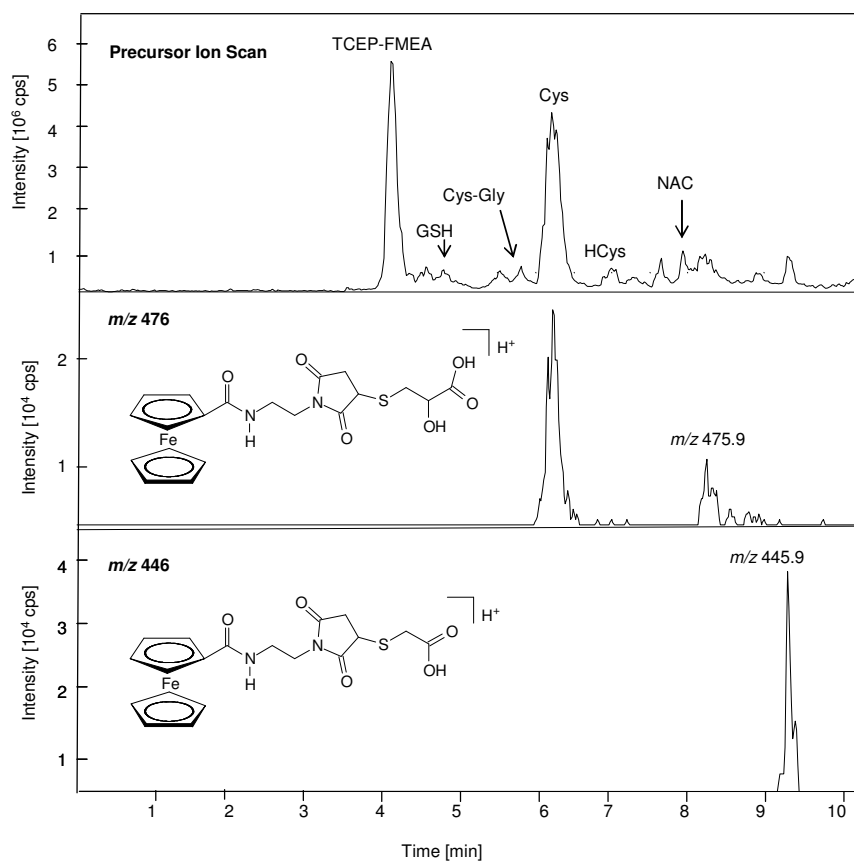 Precursor Ion Scan
TCEP-FMEA
Cys
Cys-Gly
GSH
HCys
NAC
Intensity [10⁶ cps]
6
5
4
3
2
1
m/z 476
O
O
OH
H⁺
N
H
N
S
O
O
OH
Fe
m/z 475.9
Intensity [10⁴ cps]
2
1
m/z 446
O
O
O
H⁺
N
H
N
S
O
OH
Fe
m/z 445.9
Intensity [10⁴ cps]
4
3
2
1
1 2 3 4 5 6 7 8 9 10
Time [min]